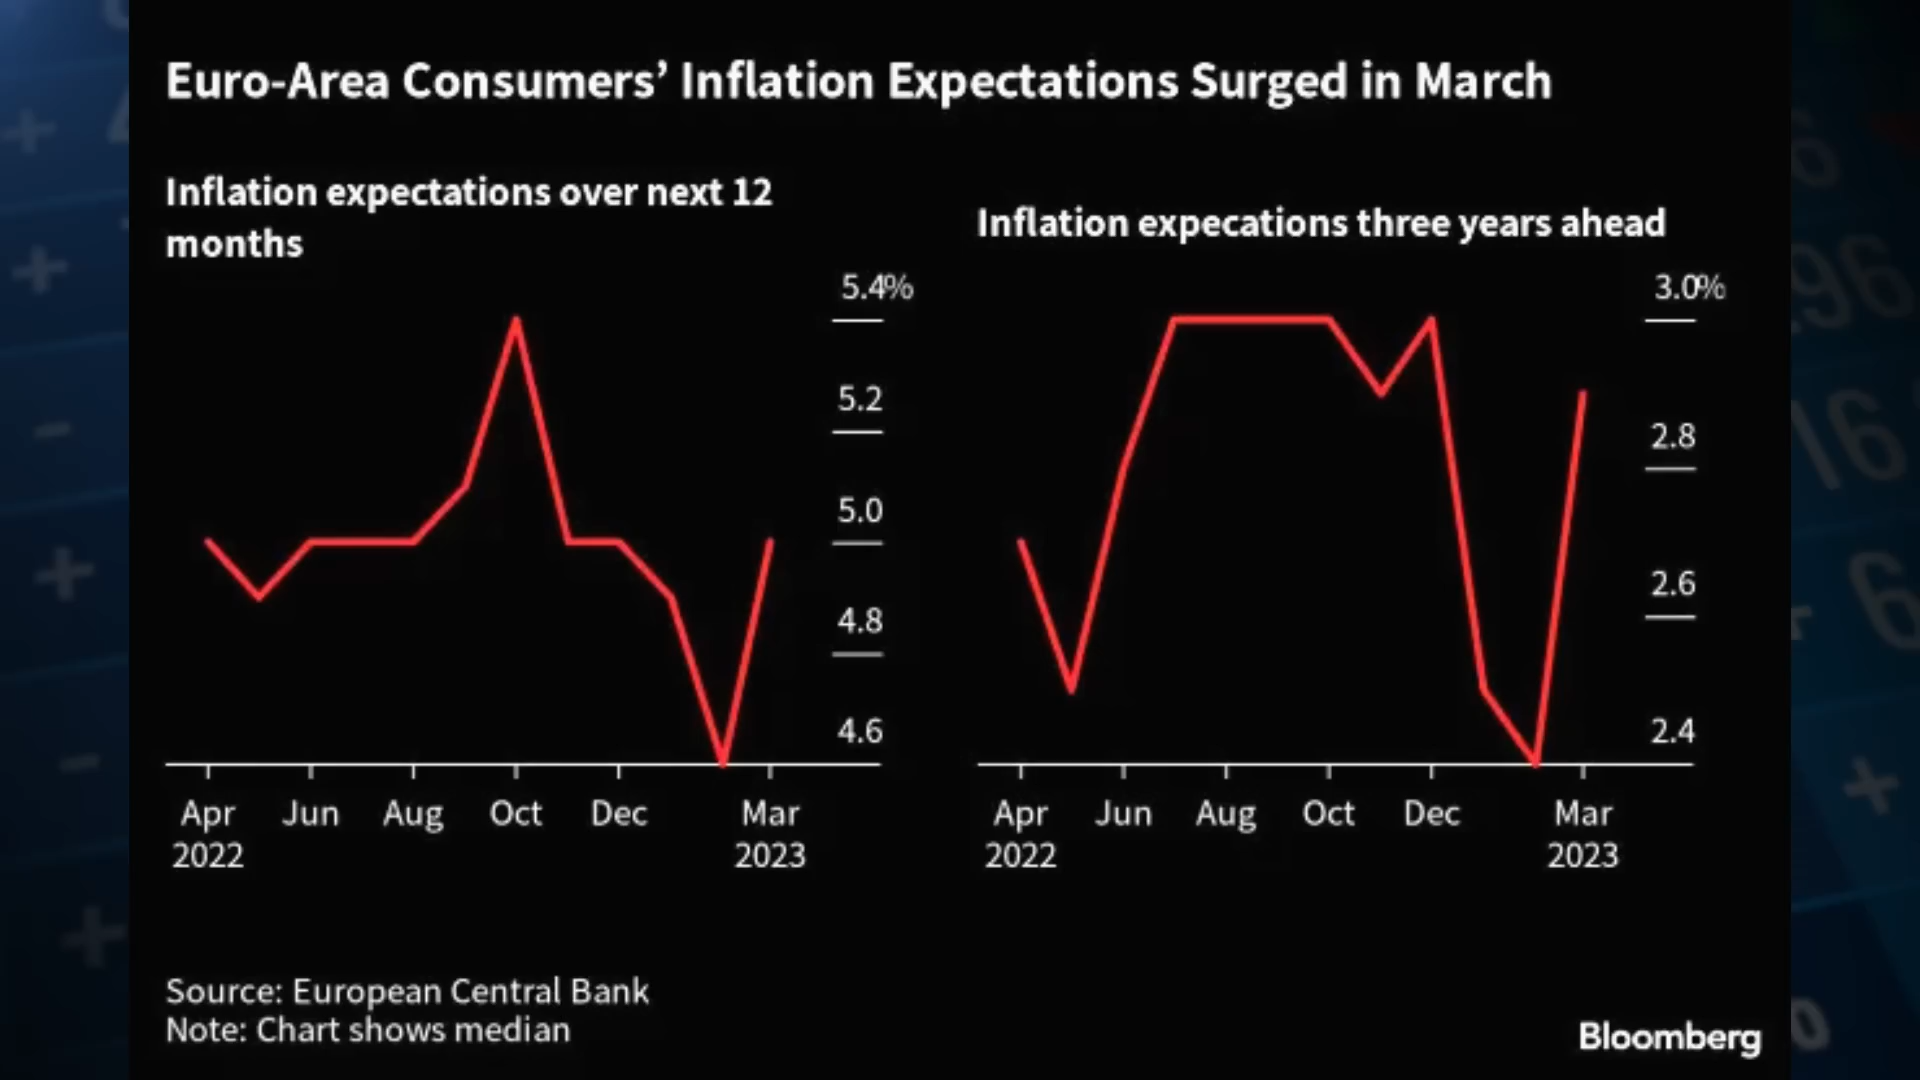 Euro-Area Consumers’ Inflation Expectations Surged in March
Inflation expectations over next 12
months
5.4%
5.2
5.0
4.8
4.6
Apr Jun Aug Oct Dec Mar
2022 2023
Inflation expecations three years ahead
3.0%
2.8
2.6
2.4
Apr Jun Aug Oct Dec Mar
2022 2023
Source: European Central Bank
Note: Chart shows median
Bloomberg